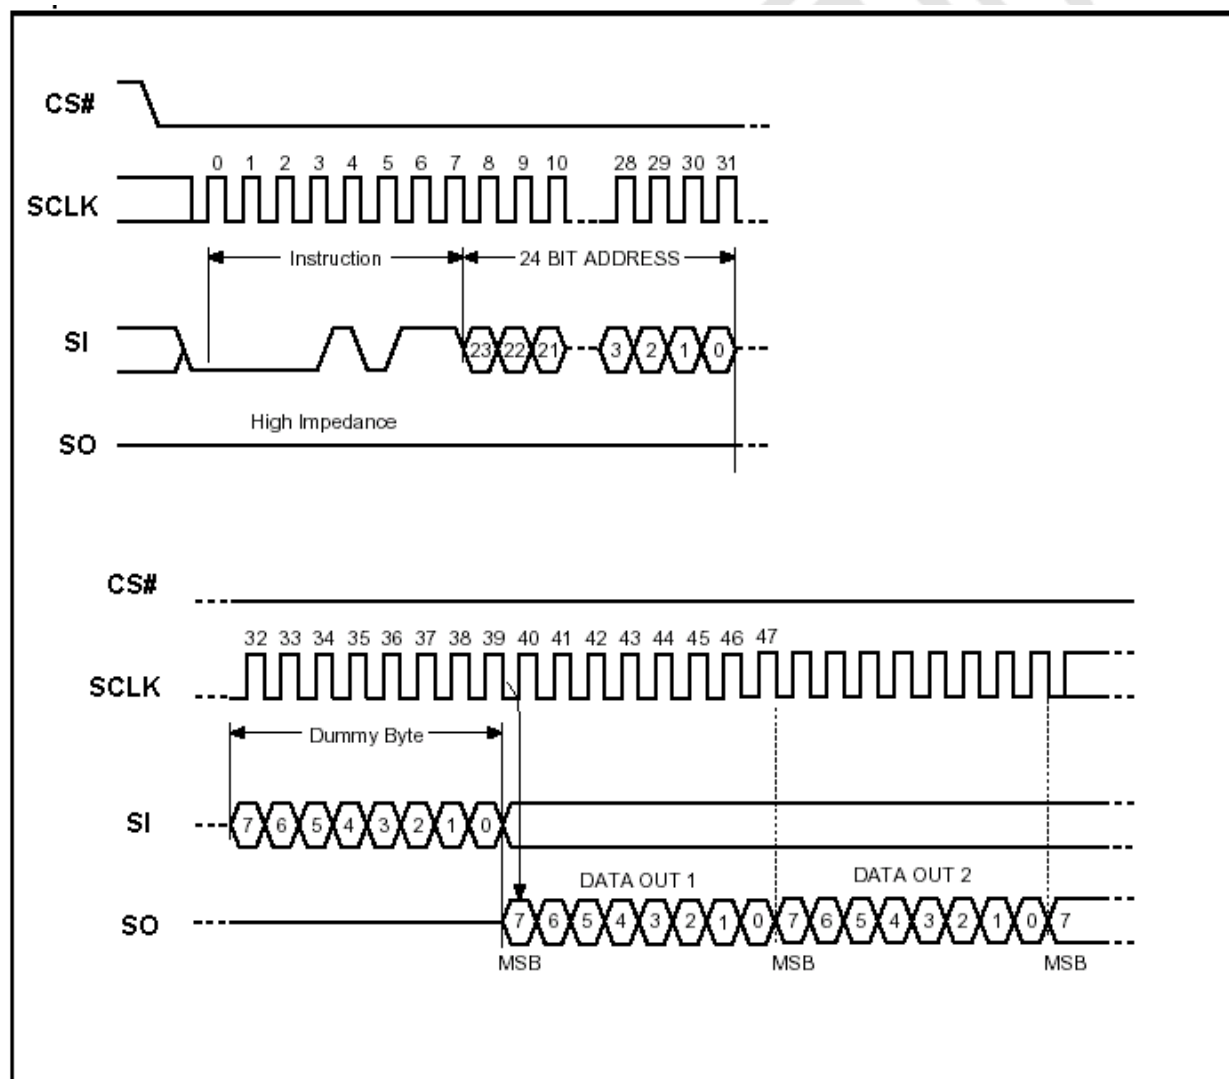 CS#
0 1 2 3 4 5 6 7 8 9 10 28 29 30 31
SCLK
Instruction 24 BIT ADDRESS
SI 23 22 21 3 2 1 0
High Impedance
SO
CS#
32 33 34 35 36 37 38 39 40 41 42 43 44 45 46 47
SCLK
Dummy Byte
SI 7 6 5 4 3 2 1 0
DATA OUT 1 DATA OUT 2
SO 7 6 5 4 3 2 1 0 7 6 5 4 3 2 1 0 7
MSB MSB MSB